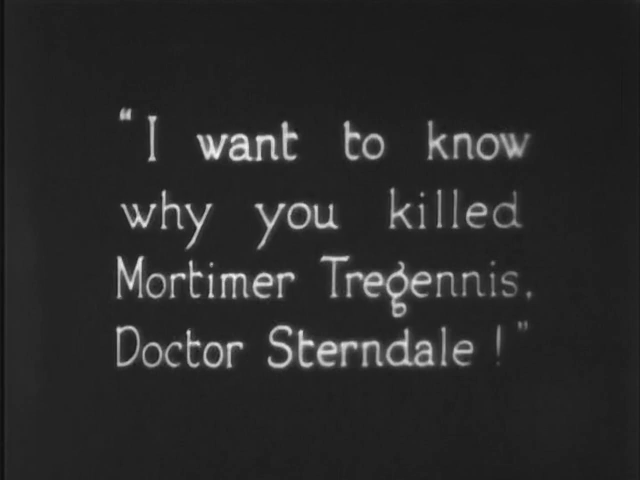 "I want to know
why you killed
Mortimer Tregennis,
Doctor Sterndale!"